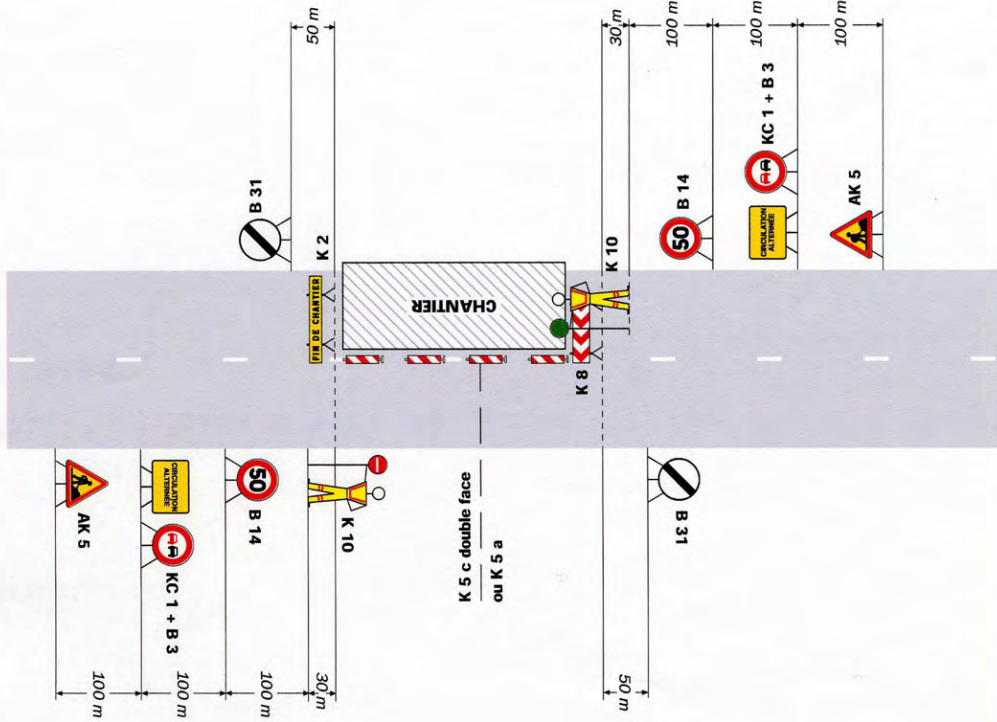 50 m
B 31
K 2
FIN DE CHANTIER
CHANTIER
K 10
K 8
30 m
100 m
100 m
100 m
50
B 14
KC 1 + B 3
CIRCULATION
ALTERNÉE
AK 5
AK 5
CIRCULATION
ALTERNÉE
KC 1 + B 3
50
B 14
K 10
K 5 c double face
ou K 5 a
B 31
100 m
100 m
100 m
30 m
50 m